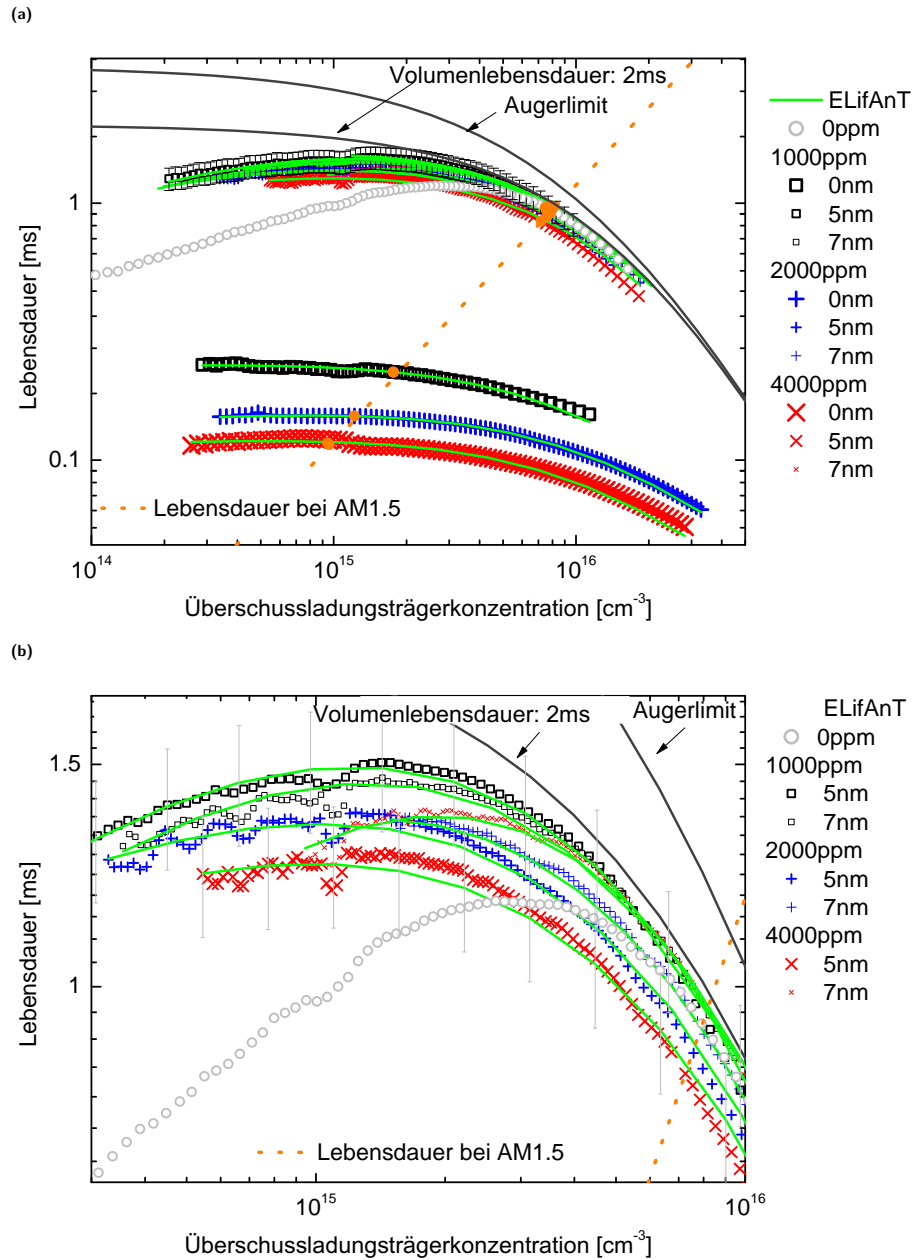 (a)
Volumenlebensdauer: 2ms
Augerlimit
1
0.1
Lebensdauer [ms]
Lebensdauer bei AM1.5
10^14
10^15
10^16
Überschussladungsträgerkonzentration [cm^-3]
ELifAnT
0ppm
1000ppm
0nm
5nm
7nm
2000ppm
0nm
5nm
7nm
4000ppm
0nm
5nm
7nm
(b)
Volumenlebensdauer: 2ms
Augerlimit
1.5
1
Lebensdauer [ms]
Lebensdauer bei AM1.5
10^15
10^16
Überschussladungsträgerkonzentration [cm^-3]
ELifAnT
0ppm
1000ppm
5nm
7nm
2000ppm
5nm
7nm
4000ppm
5nm
7nm